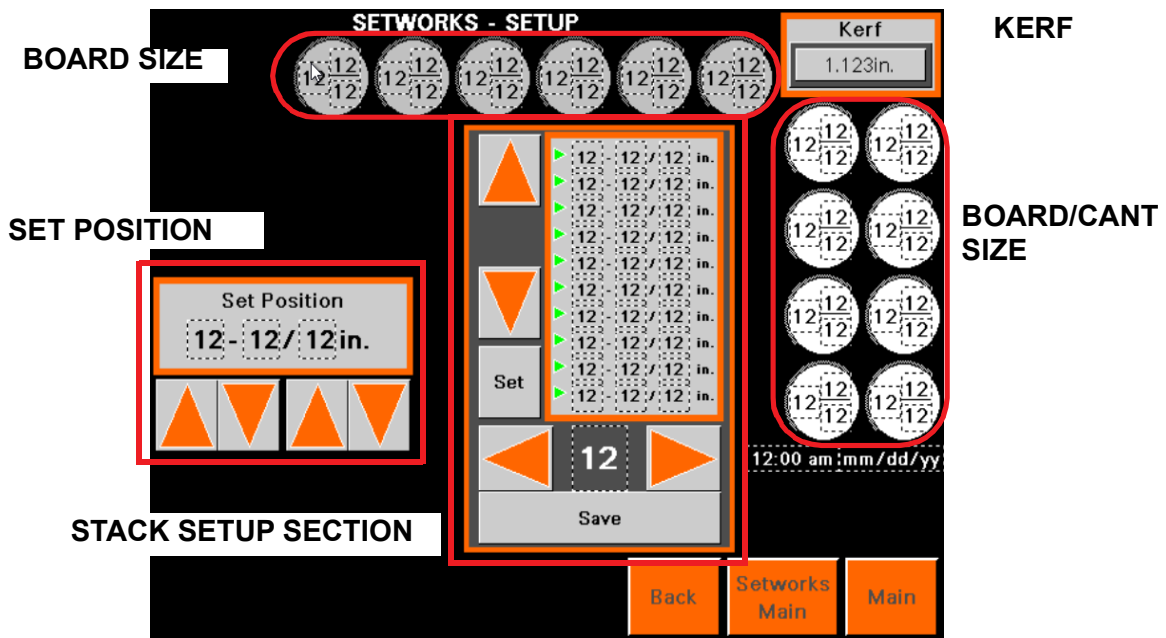 SETWORKS - SETUP
BOARD SIZE
12 12/12 12 12/12 12 12/12 12 12/12 12 12/12 12 12/12
Kerf
1.123in.
KERF
12 12/12 12 12/12
12 12/12 12 12/12
12 12/12 12 12/12
12 12/12 12 12/12
BOARD/CANT
SIZE
12:00 am mm/dd/yy
SET POSITION
Set Position
12 - 12 / 12 in.
12 - 12 / 12 in.
12 - 12 / 12 in.
12 - 12 / 12 in.
12 - 12 / 12 in.
12 - 12 / 12 in.
12 - 12 / 12 in.
12 - 12 / 12 in.
12 - 12 / 12 in.
12 - 12 / 12 in.
12 - 12 / 12 in.
Set
12
Save
STACK SETUP SECTION
Back
Setworks
Main
Main